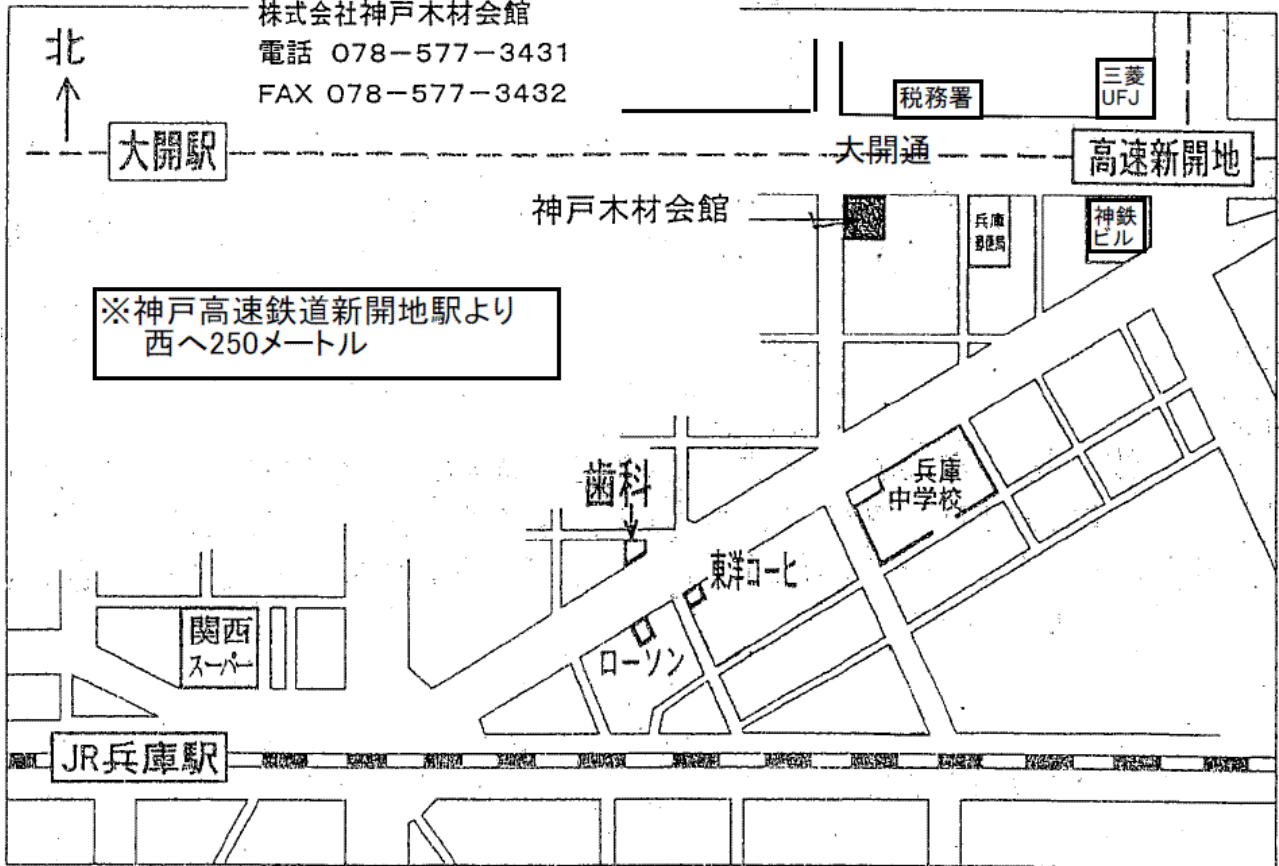 株式会社神戸木材会館
電話 078-577-3431
FAX 078-577-3432
北
税務署
三菱
UFJ
大開駅
大開通
高速新開地
神戸木材会館
兵庫
郵便局
神鉄
ビル
※神戸高速鉄道新開地駅より
西へ250メートル
歯科
兵庫
中学校
東洋コーヒ
関西
スーパー
ローソン
JR兵庫駅